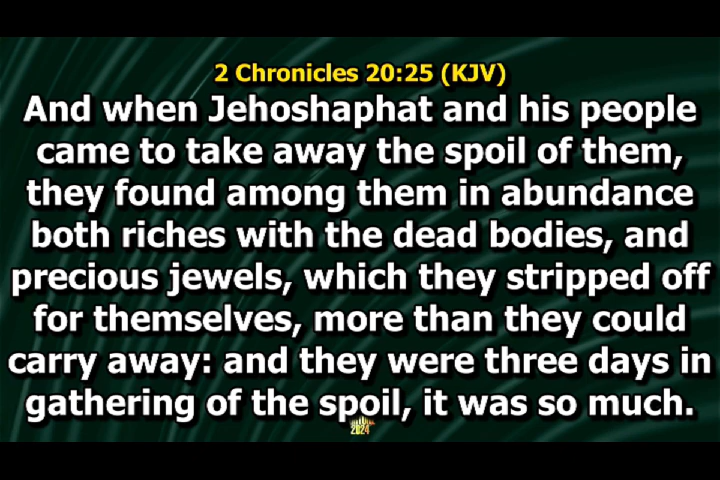 2 Chronicles 20:25 (KJV)
And when Jehoshaphat and his people
came to take away the spoil of them,
they found among them in abundance
both riches with the dead bodies, and
precious jewels, which they stripped off
for themselves, more than they could
carry away: and they were three days in
gathering of the spoil, it was so much.
2024